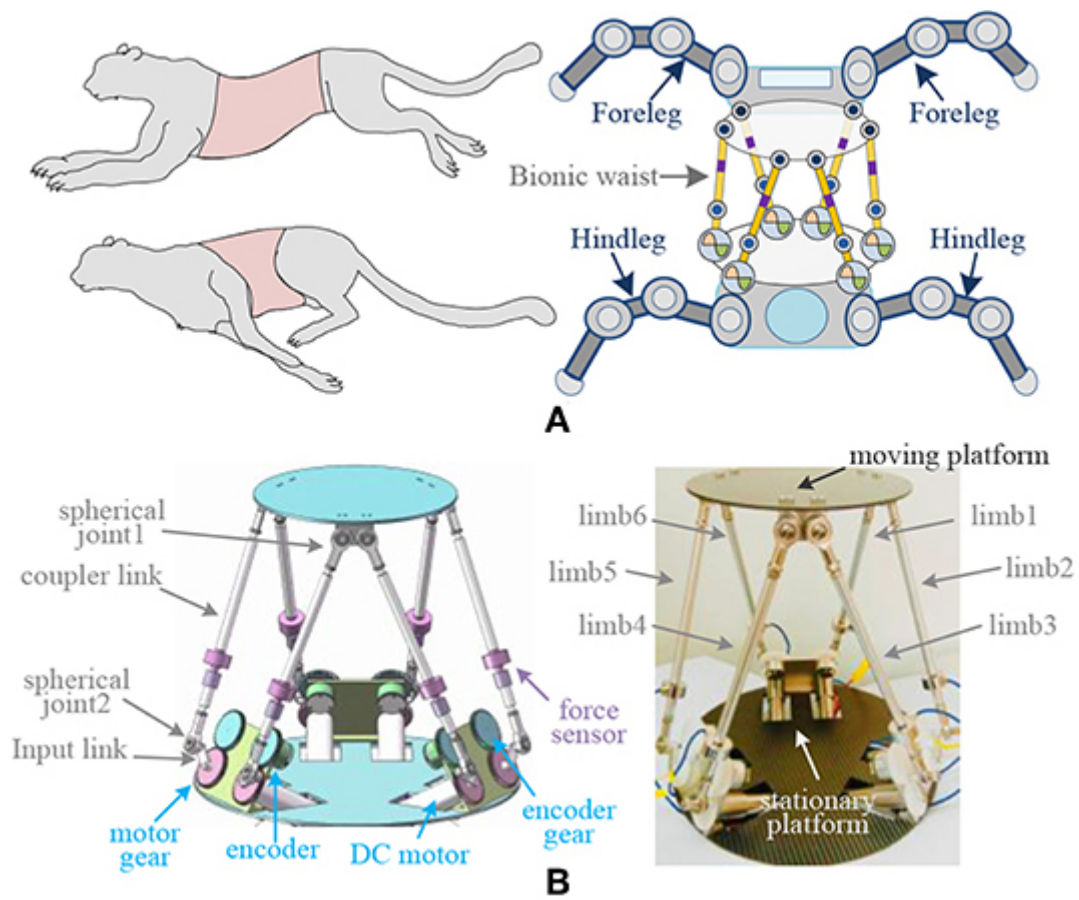 Foreleg
Foreleg
Bionic waist
Hindleg
Hindleg
A
spherical
joint1
coupler link
spherical
joint2
Input link
motor
gear
encoder
DC motor
encoder
gear
force
sensor
moving platform
limb6
limb1
limb5
limb2
limb4
limb3
stationary
platform
B